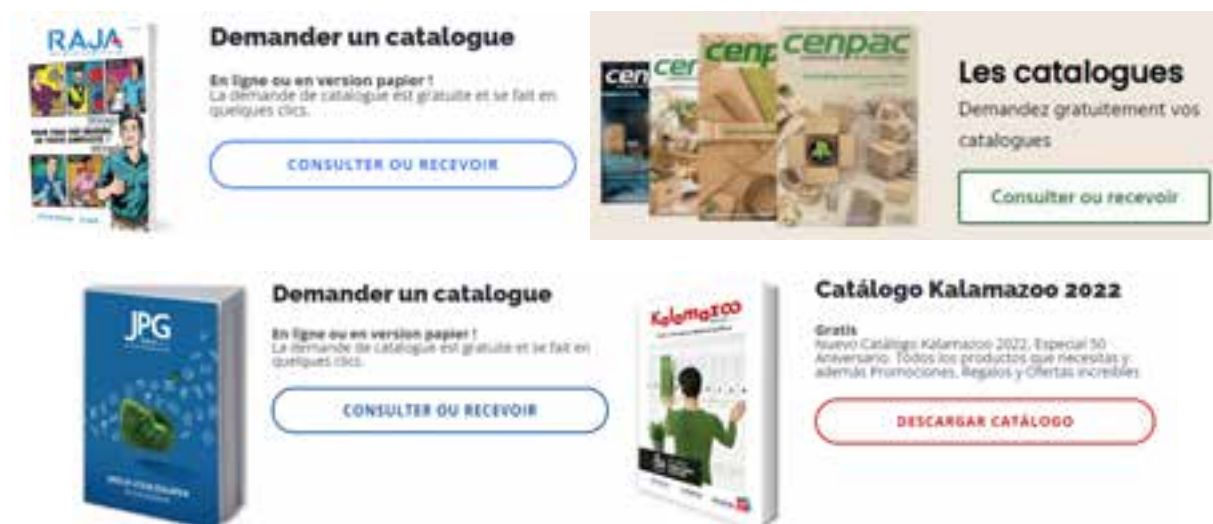 RAJA
Demander un catalogue
En ligne ou en version papier !
La demande de catalogue est gratuite et se fait en
quelques clics.
CONSULTER OU RECEVOIR
cen
cer
cenp
cenpac
Les catalogues
Demandez gratuitement vos
catalogues
Consulter ou recevoir
JPG
Demander un catalogue
En ligne ou en version papier !
La demande de catalogue est gratuite et se fait en
quelques clics.
CONSULTER OU RECEVOIR
Kalamazoo
Catálogo Kalamazoo 2022
Gratis
Nuevo Catálogo Kalamazoo 2022, Especial 50
Aniversario. Todos los productos que necesitas y
además Promociones, Regalos y Ofertas increíbles
DESCARGAR CATÁLOGO